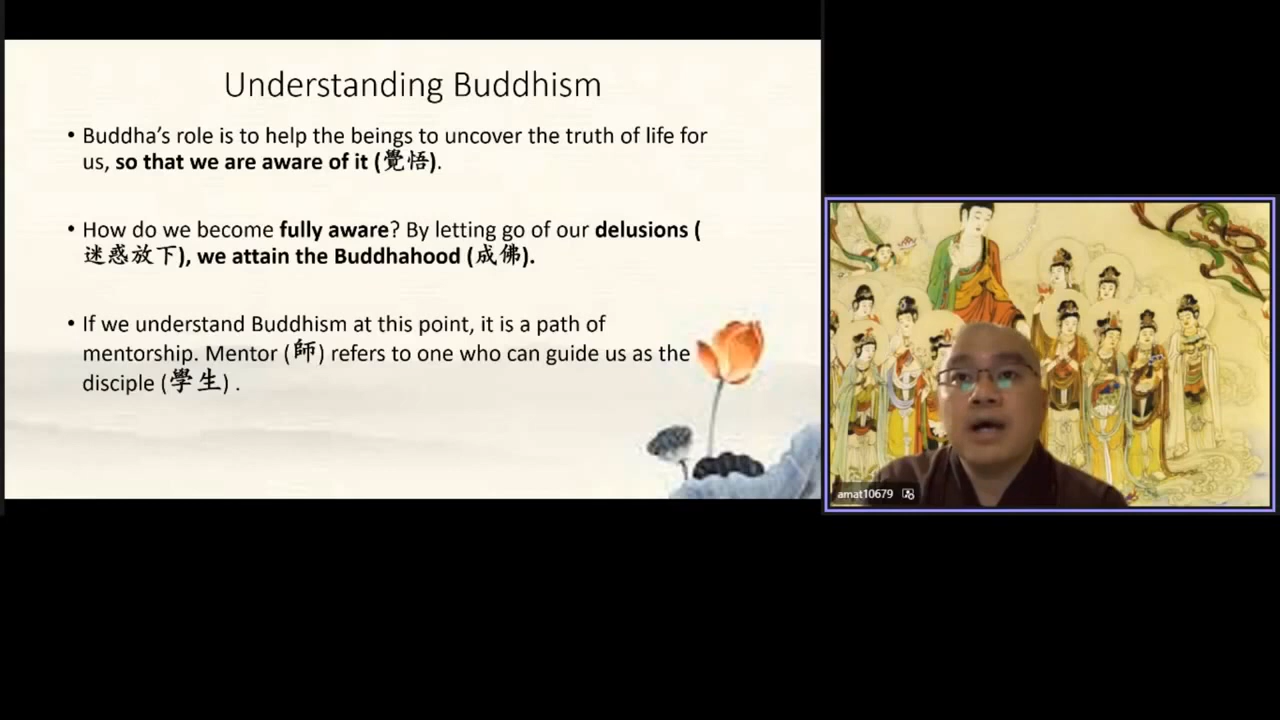 Understanding Buddhism
• Buddha’s role is to help the beings to uncover the truth of life for
us, so that we are aware of it (覺悟).
• How do we become fully aware? By letting go of our delusions (
迷惑放下), we attain the Buddhahood (成佛).
• If we understand Buddhism at this point, it is a path of
mentorship. Mentor (師) refers to one who can guide us as the
disciple (學生) .
amat10679